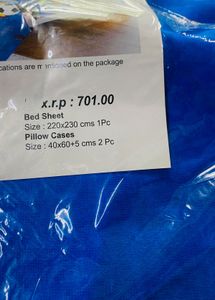 cations are mentioned on the package
x.r.p : 701.00
Bed Sheet
Size : 220x230 cms 1Pc
Pillow Cases
Size : 40x60+5 cms 2 Pc